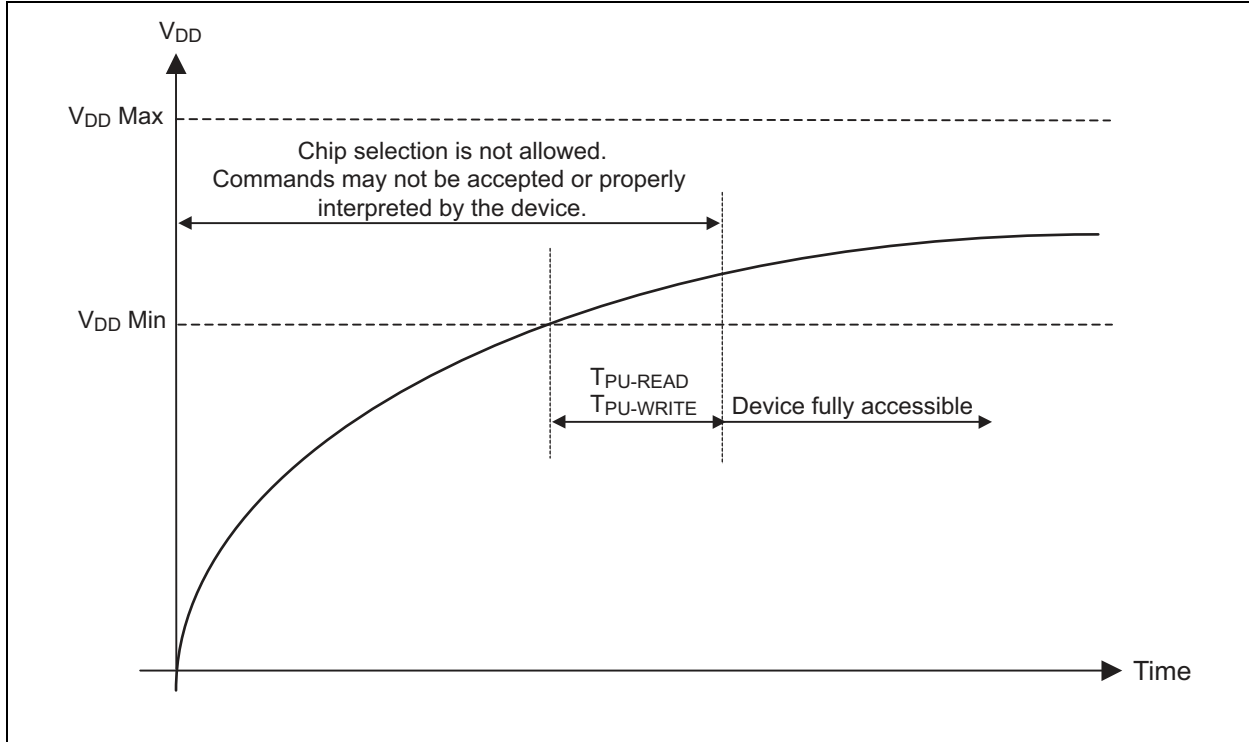 VDD
VDD Max
Chip selection is not allowed.
Commands may not be accepted or properly
interpreted by the device.
VDD Min
TPU-READ
TPU-WRITE
Device fully accessible
Time